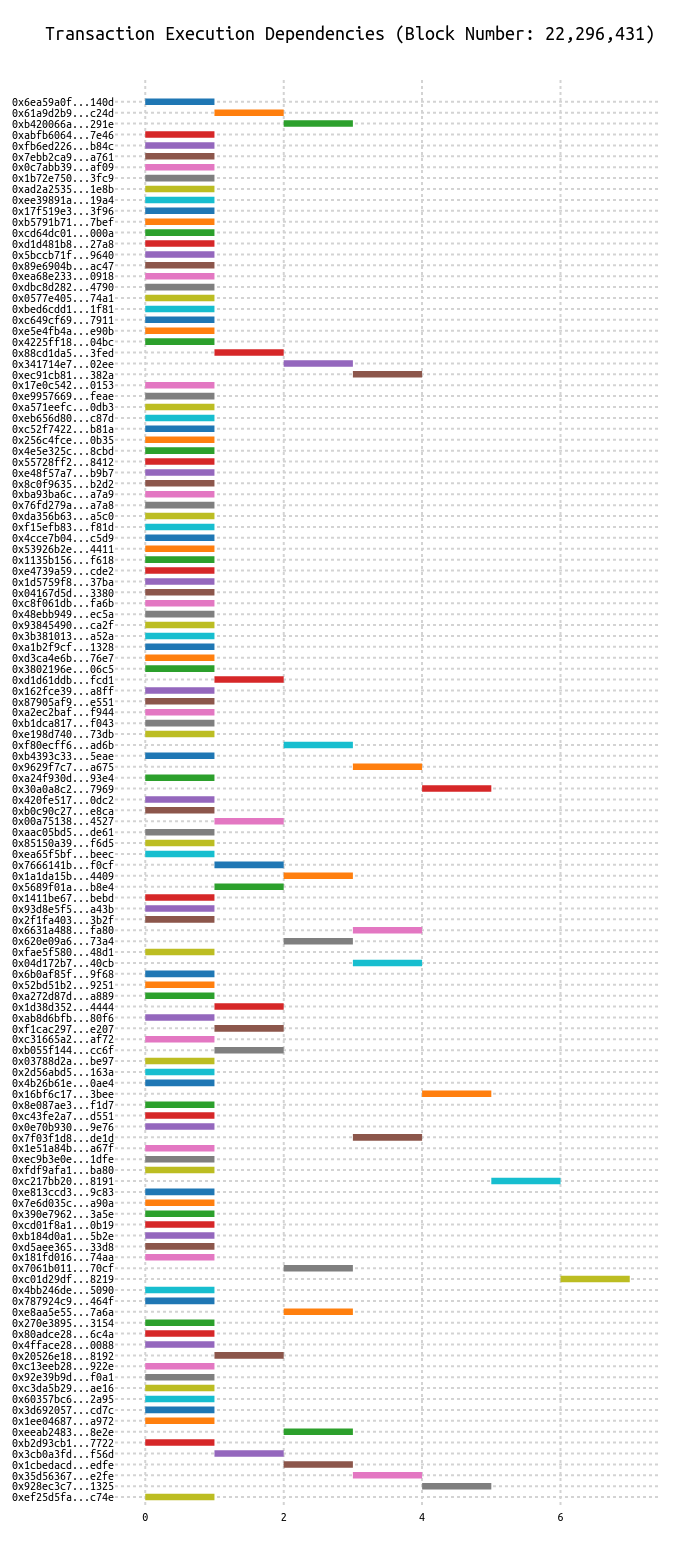 Transaction Execution Dependencies (Block Number: 22,296,431)
0x6ea59a0f...140d
0x61a9d2b9...c24d
0xb420066a...291e
0xabfb6064...7e46
0xfb6ed226...b84c
0x7ebb2ca9...a761
0x0c7abb39...af09
0x1b72e750...3fc9
0xad2a2535...1e8b
0xee39891a...19a4
0x17f519e3...3f96
0xb5791b71...7bef
0xcd64dc01...000a
0xd1d481b8...27a8
0x5bccb71f...9640
0x89e6904b...ac47
0xea68e233...0918
0xdbc8d282...4790
0x0577e405...74a1
0xbed6cdd1...1f81
0xc649cf69...7911
0xe5e4fb4a...e90b
0x4225ff18...04bc
0x88cd1da5...3fed
0x341714e7...02ee
0xec91cb81...382a
0x17e0c542...0153
0xe9957669...feae
0xa571eefc...0db3
0xeb656d80...c87d
0xc52f7422...b81a
0x256c4fce...0b35
0x4e5e325c...8cbd
0x55728ff2...8412
0xe48f57a7...b9b7
0x8c0f9635...b2d2
0xba93ba6c...a7a9
0x76fd279a...a7a8
0xda356b63...a5c0
0xf15efb83...f81d
0x4cce7b04...c5d9
0x53926b2e...4411
0x1135b156...f618
0xe4739a59...cde2
0x1d5759f8...37ba
0x04167d5d...3380
0xc8f061db...fa6b
0x48ebb949...ec5a
0x93845490...ca2f
0x3b381013...a52a
0xa1b2f9cf...1328
0xd3ca4e6b...76e7
0x3802196e...06c5
0xd1d61ddb...fcd1
0x162fce39...a8ff
0x87905af9...e551
0xa2ec2baf...f944
0xb1dca817...f043
0xe198d740...73db
0xf80ecff6...ad6b
0xb4393c33...5eae
0x9629f7c7...a675
0xa24f930d...93e4
0x30a0a8c2...7969
0x420fe517...0dc2
0xb0c90c27...e8ca
0x00a75138...4527
0xaac05bd5...de61
0x85150a39...f6d5
0xea65f5bf...beec
0x7666141b...f0cf
0x1a1da15b...4409
0x5689f01a...b8e4
0x1411be67...bebd
0x93d8e5f5...a43b
0x2f1fa403...3b2f
0x6631a488...fa80
0x620e09a6...73a4
0xfae5f580...48d1
0x04d172b7...40cb
0x6b0af85f...9f68
0x52bd51b2...9251
0xa272d87d...a889
0x1d38d352...4444
0xab8d6bfb...80f6
0xf1cac297...e207
0xc31665a2...af72
0xb055f144...cc6f
0x03788d2a...be97
0x2d56abd5...163a
0x4b26b61e...0ae4
0x16bf6c17...3bee
0x8e087ae3...f1d7
0xc43fe2a7...d551
0x0e70b930...9e76
0x7f03f1d8...de1d
0x1e51a84b...a67f
0xec9b3e0e...1dfe
0xfdf9afa1...ba80
0xc217bb20...8191
0xe813ccd3...9c83
0x7e6d035c...a90a
0x390e7962...3a5e
0xcd01f8a1...0b19
0xb184d0a1...5b2e
0xd5aee365...33d8
0x181fd016...74aa
0x7061b011...70cf
0xc01d29df...8219
0x4bb246de...5090
0x787924c9...464f
0xe8aa5e55...7a6a
0x270e3895...3154
0x80adce28...6c4a
0x4fface28...0088
0x20526e18...8192
0xc13eeb28...922e
0x92e39b9d...f0a1
0xc3da5b29...ae16
0x60357bc6...2a95
0x3d692057...cd7c
0x1ee04687...a972
0xeeab2483...8e2e
0xb2d93cb1...7722
0x3cb0a3fd...f56d
0x1cbedacd...edfe
0x35d56367...e2fe
0x928ec3c7...1325
0xef25d5fa...c74e
0 2 4 6